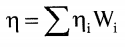 η = ∑ ηᵢWᵢ